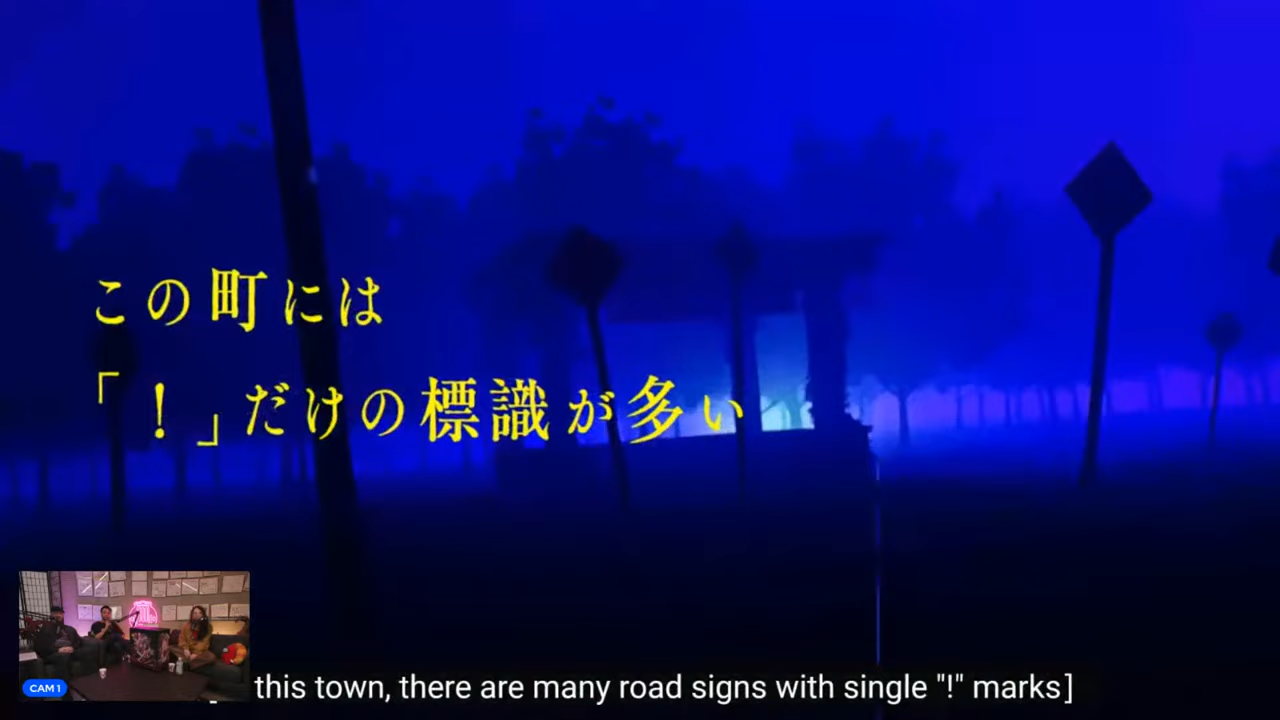 この町には
「！」だけの標識が多い
CAM 1
[ this town, there are many road signs with single "!" marks]